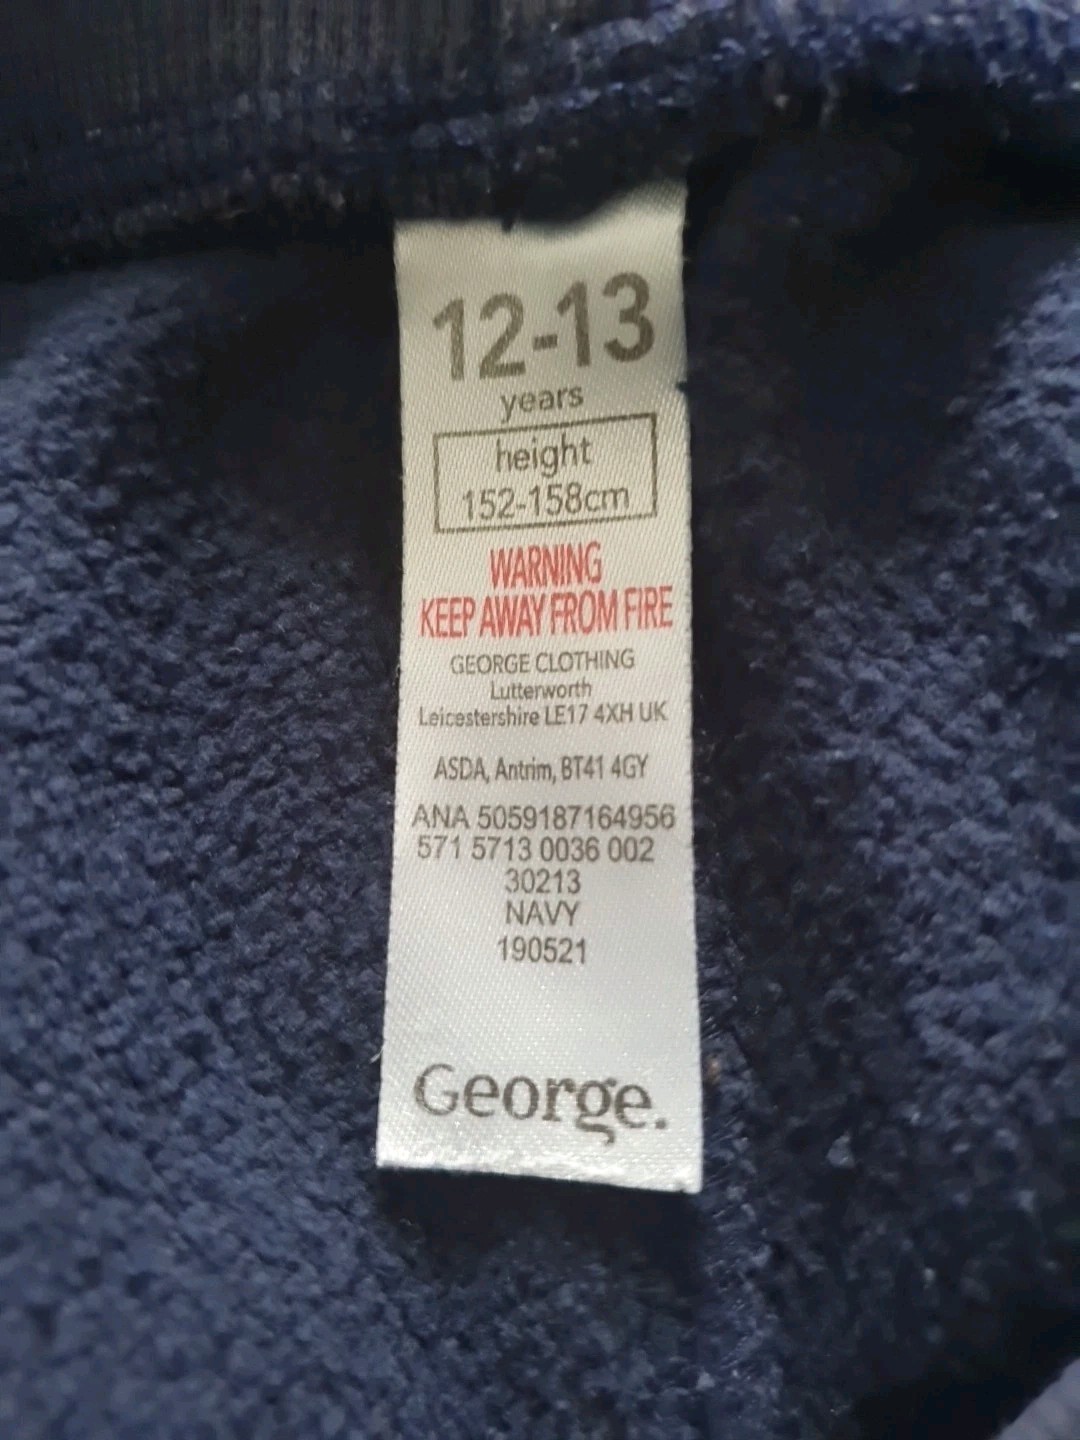 12-13
years
height
152-158cm
WARNING
KEEP AWAY FROM FIRE
GEORGE CLOTHING
Lutterworth
Leicestershire LE17 4XH UK
ASDA, Antrim, BT41 4GY
ANA 5059187164956
571 5713 0036 002
30213
NAVY
190521
George.